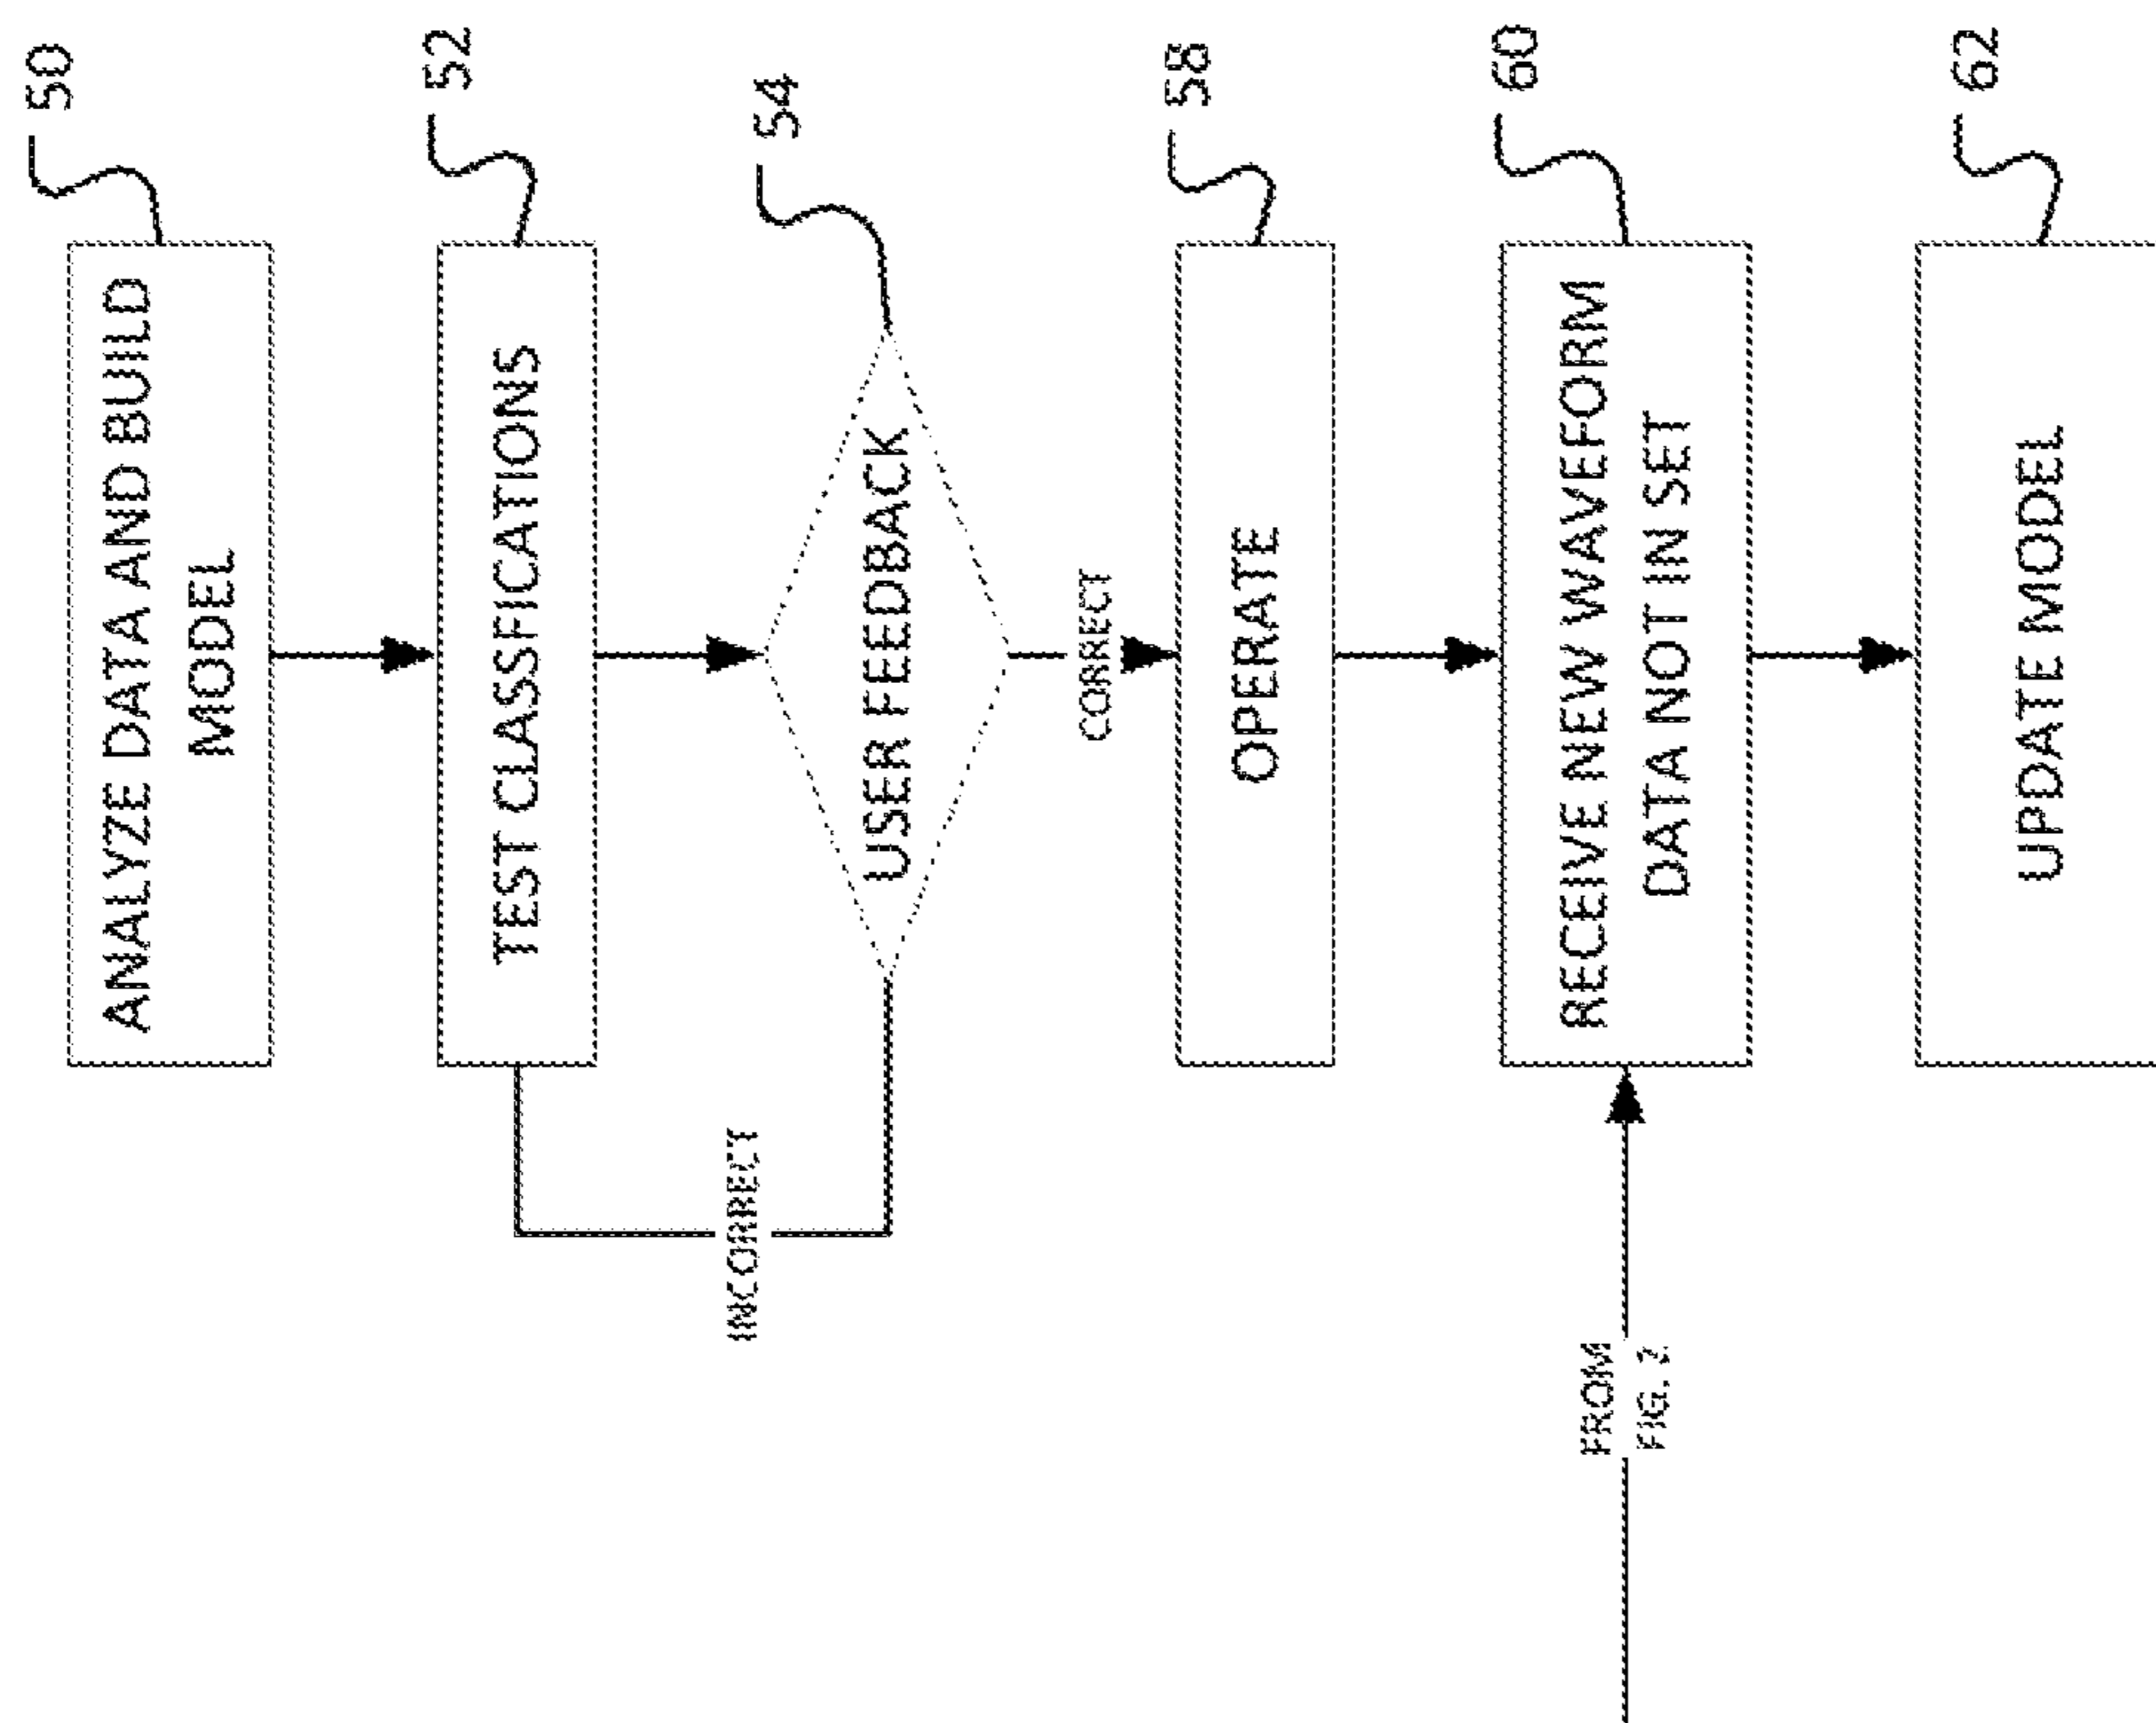 50
ANALYZE DATA AND BUILD
MODEL
52
TEST CLASSFICATIONS
54
USER FEEDBACK
INCORRECT
CORRECT
58
OPERATE
60
RECEIVE NEW WAVEFORM
DATA NOT IN SET
FROM
FIG.
62
UPDATE MODEL